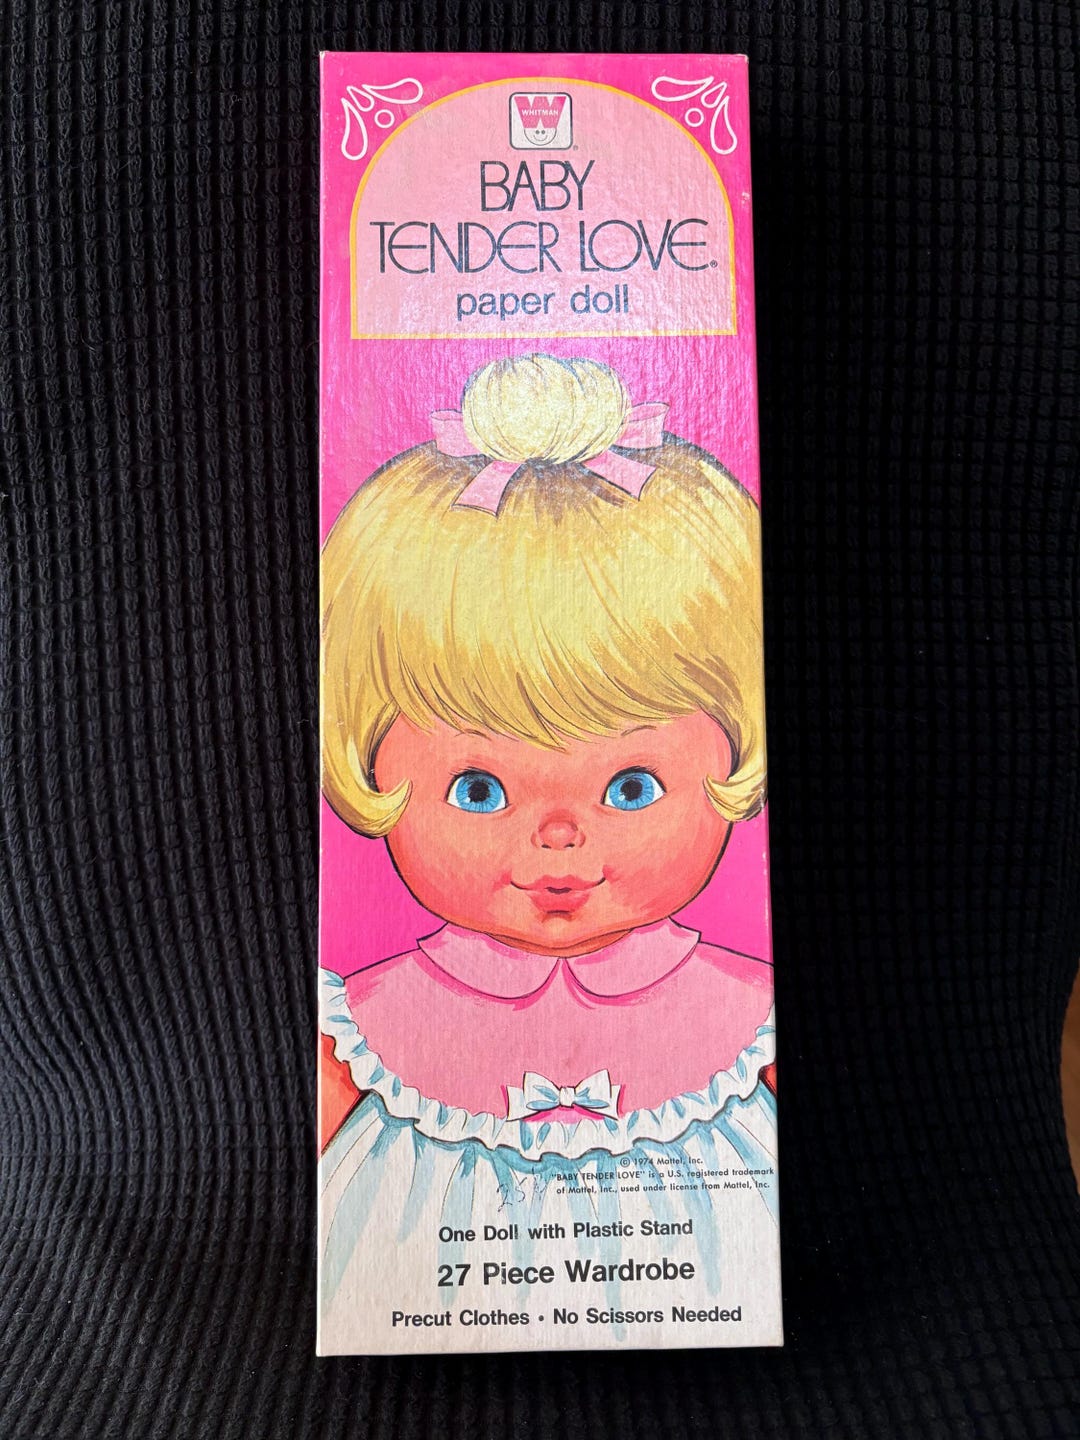 WHITMAN
®
BABY
TENDER LOVE®
paper doll
© 1974 Mattel, Inc.
"BABY TENDER LOVE" is a U.S. registered trademark
of Mattel, Inc., used under license from Mattel, Inc.
One Doll with Plastic Stand
27 Piece Wardrobe
Precut Clothes • No Scissors Needed